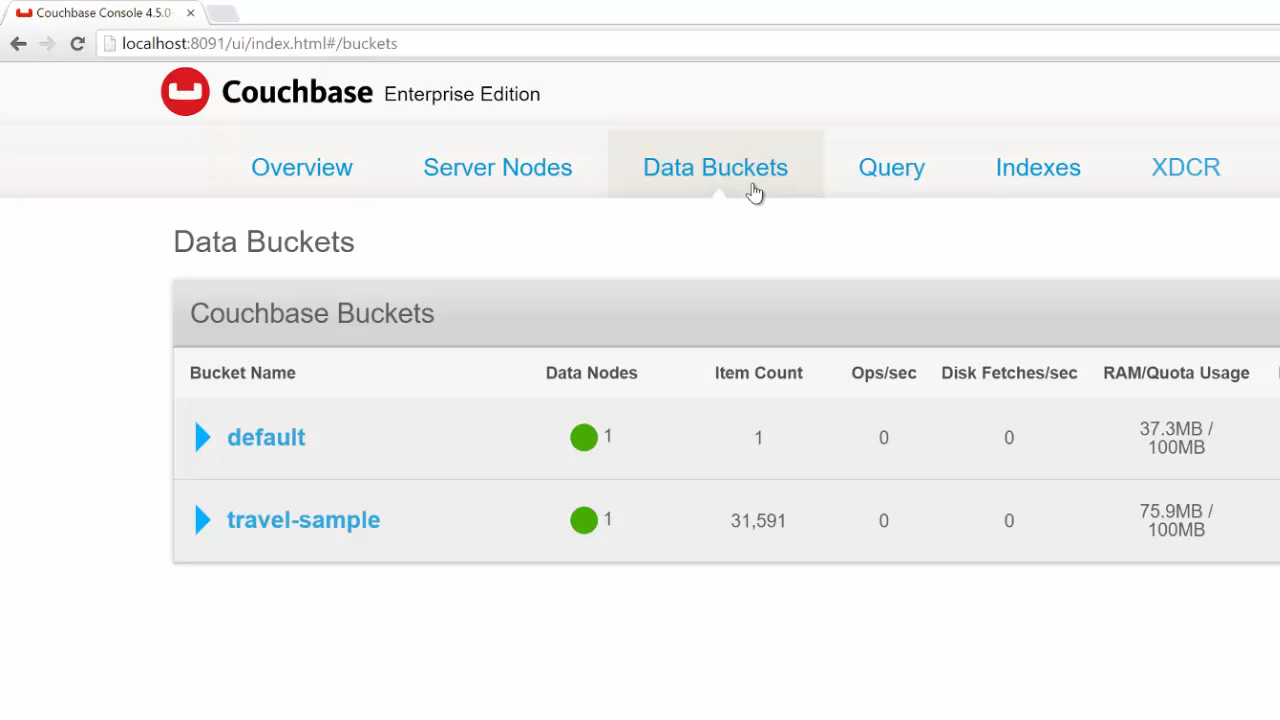 Couchbase Console 4.5.0
localhost:8091/ui/index.html#/buckets
Couchbase Enterprise Edition
Overview Server Nodes Data Buckets Query Indexes XDCR
Data Buckets
Couchbase Buckets
Bucket Name Data Nodes Item Count Ops/sec Disk Fetches/sec RAM/Quota Usage
default 1 1 0 0 37.3MB /
100MB
travel-sample 1 31,591 0 0 75.9MB /
100MB